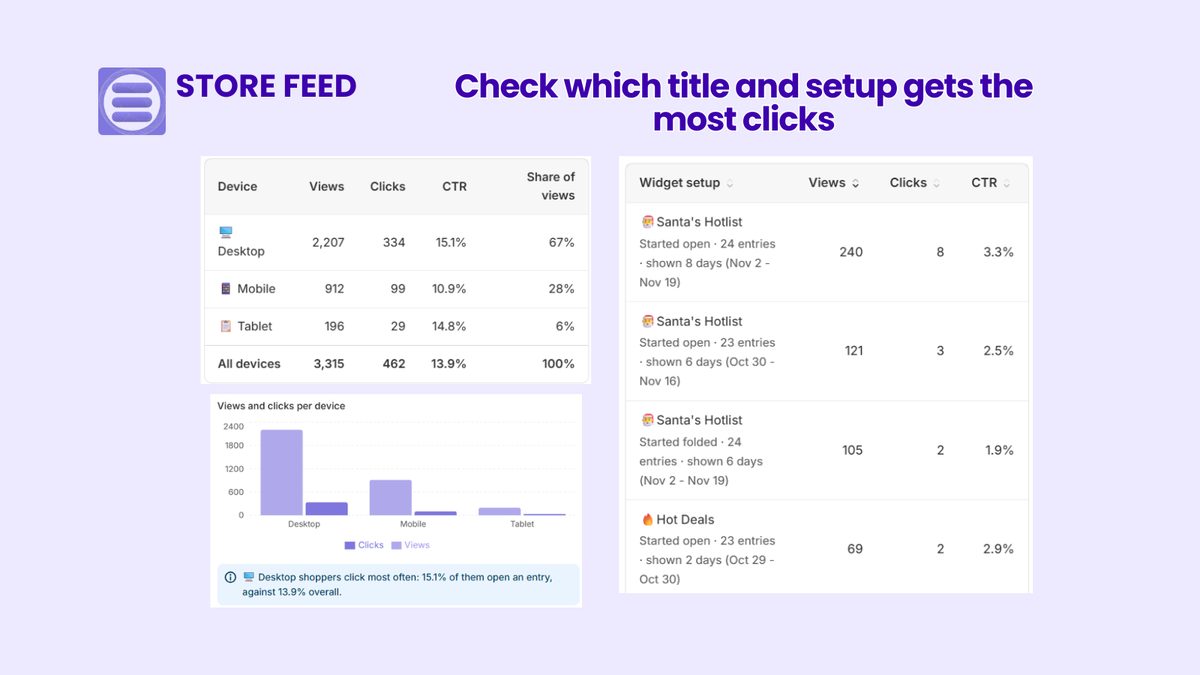 STORE FEED
Check which title and setup gets the
most clicks
Device Views Clicks CTR Share of
views
Desktop 2,207 334 15.1% 67%
Mobile 912 99 10.9% 28%
Tablet 196 29 14.8% 6%
All devices 3,315 462 13.9% 100%
Views and clicks per device
2400
1800
1200
600
0
Desktop Mobile Tablet
Clicks Views
Desktop shoppers click most often: 15.1% of them open an entry,
against 13.9% overall.
Widget setup Views Clicks CTR
Santa's Hotlist
Started open · 24 entries
· shown 8 days (Nov 2 -
Nov 19)
240 8 3.3%
Santa's Hotlist
Started open · 23 entries
· shown 6 days (Oct 30 -
Nov 16)
121 3 2.5%
Santa's Hotlist
Started folded · 24
entries · shown 6 days
(Nov 2 - Nov 19)
105 2 1.9%
Hot Deals
Started open · 23 entries
· shown 2 days (Oct 29 -
Oct 30)
69 2 2.9%